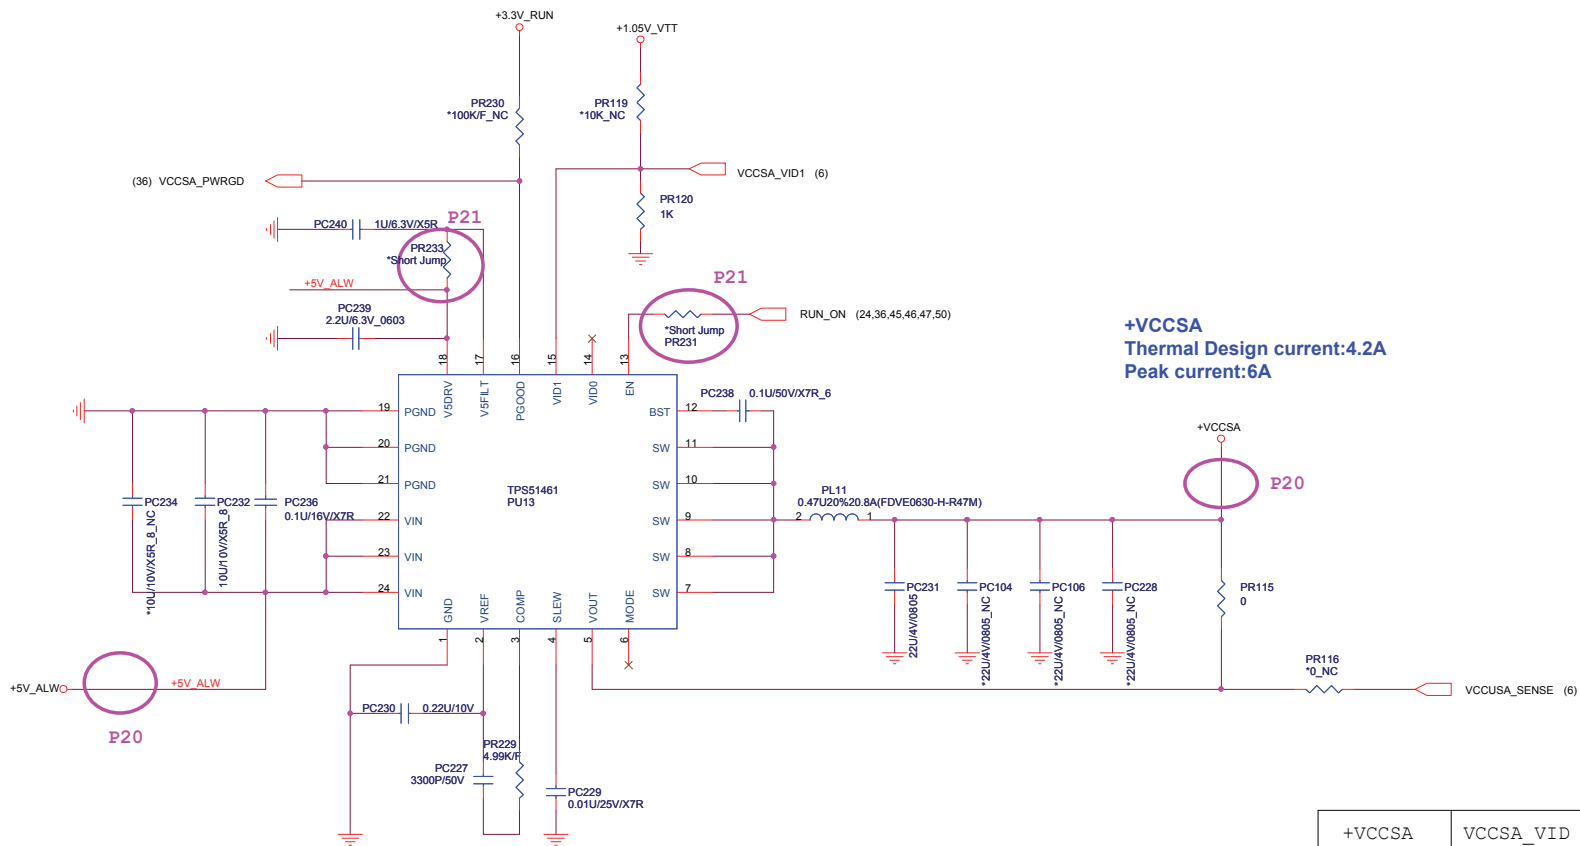 +3.3V_RUN
+1.05V_VTT
PR230
*100K/F_NC
PR119
*10K_NC
(36) VCCSA_PWRGD
VCCSA_VID1 (6)
PR120
1K
PC240
1U/6.3V/X5R
P21
PR233
*Short Jump
+5V_ALW
PC239
2.2U/6.3V_0603
P21
*Short Jump
PR231
RUN_ON (24,36,45,46,47,50)
+VCCSA
Thermal Design current:4.2A
Peak current:6A
18
17
16
15
14
13
V5DRV
V5FILT
PGOOD
VID1
VID0
EN
PC238
0.1U/50V/X7R_6
19
PGND
20
PGND
21
PGND
22
VIN
23
VIN
24
VIN
BST
12
SW
11
SW
10
SW
9
SW
8
SW
7
TPS51461
PU13
PL11
0.47U20%20.8A(FDVE0630-H-R47M)
2
1
+VCCSA
P20
PC234
*10U/10V/X5R_8_NC
PC232
10U/10V/X5R_8
PC236
0.1U/16V/X7R
PC231
22U/4V/0805
PC104
*22U/4V/0805_NC
PC106
*22U/4V/0805_NC
PC228
*22U/4V/0805_NC
PR115
0
GND
VREF
COMP
SLEW
VOUT
MODE
1
2
3
4
5
6
PR116
*0_NC
VCCUSA_SENSE (6)
+5V_ALW
+5V_ALW
P20
PC230
0.22U/10V
PR229
4.99K/F
PC227
3300P/50V
PC229
0.01U/25V/X7R
+VCCSA
VCCSA_VID